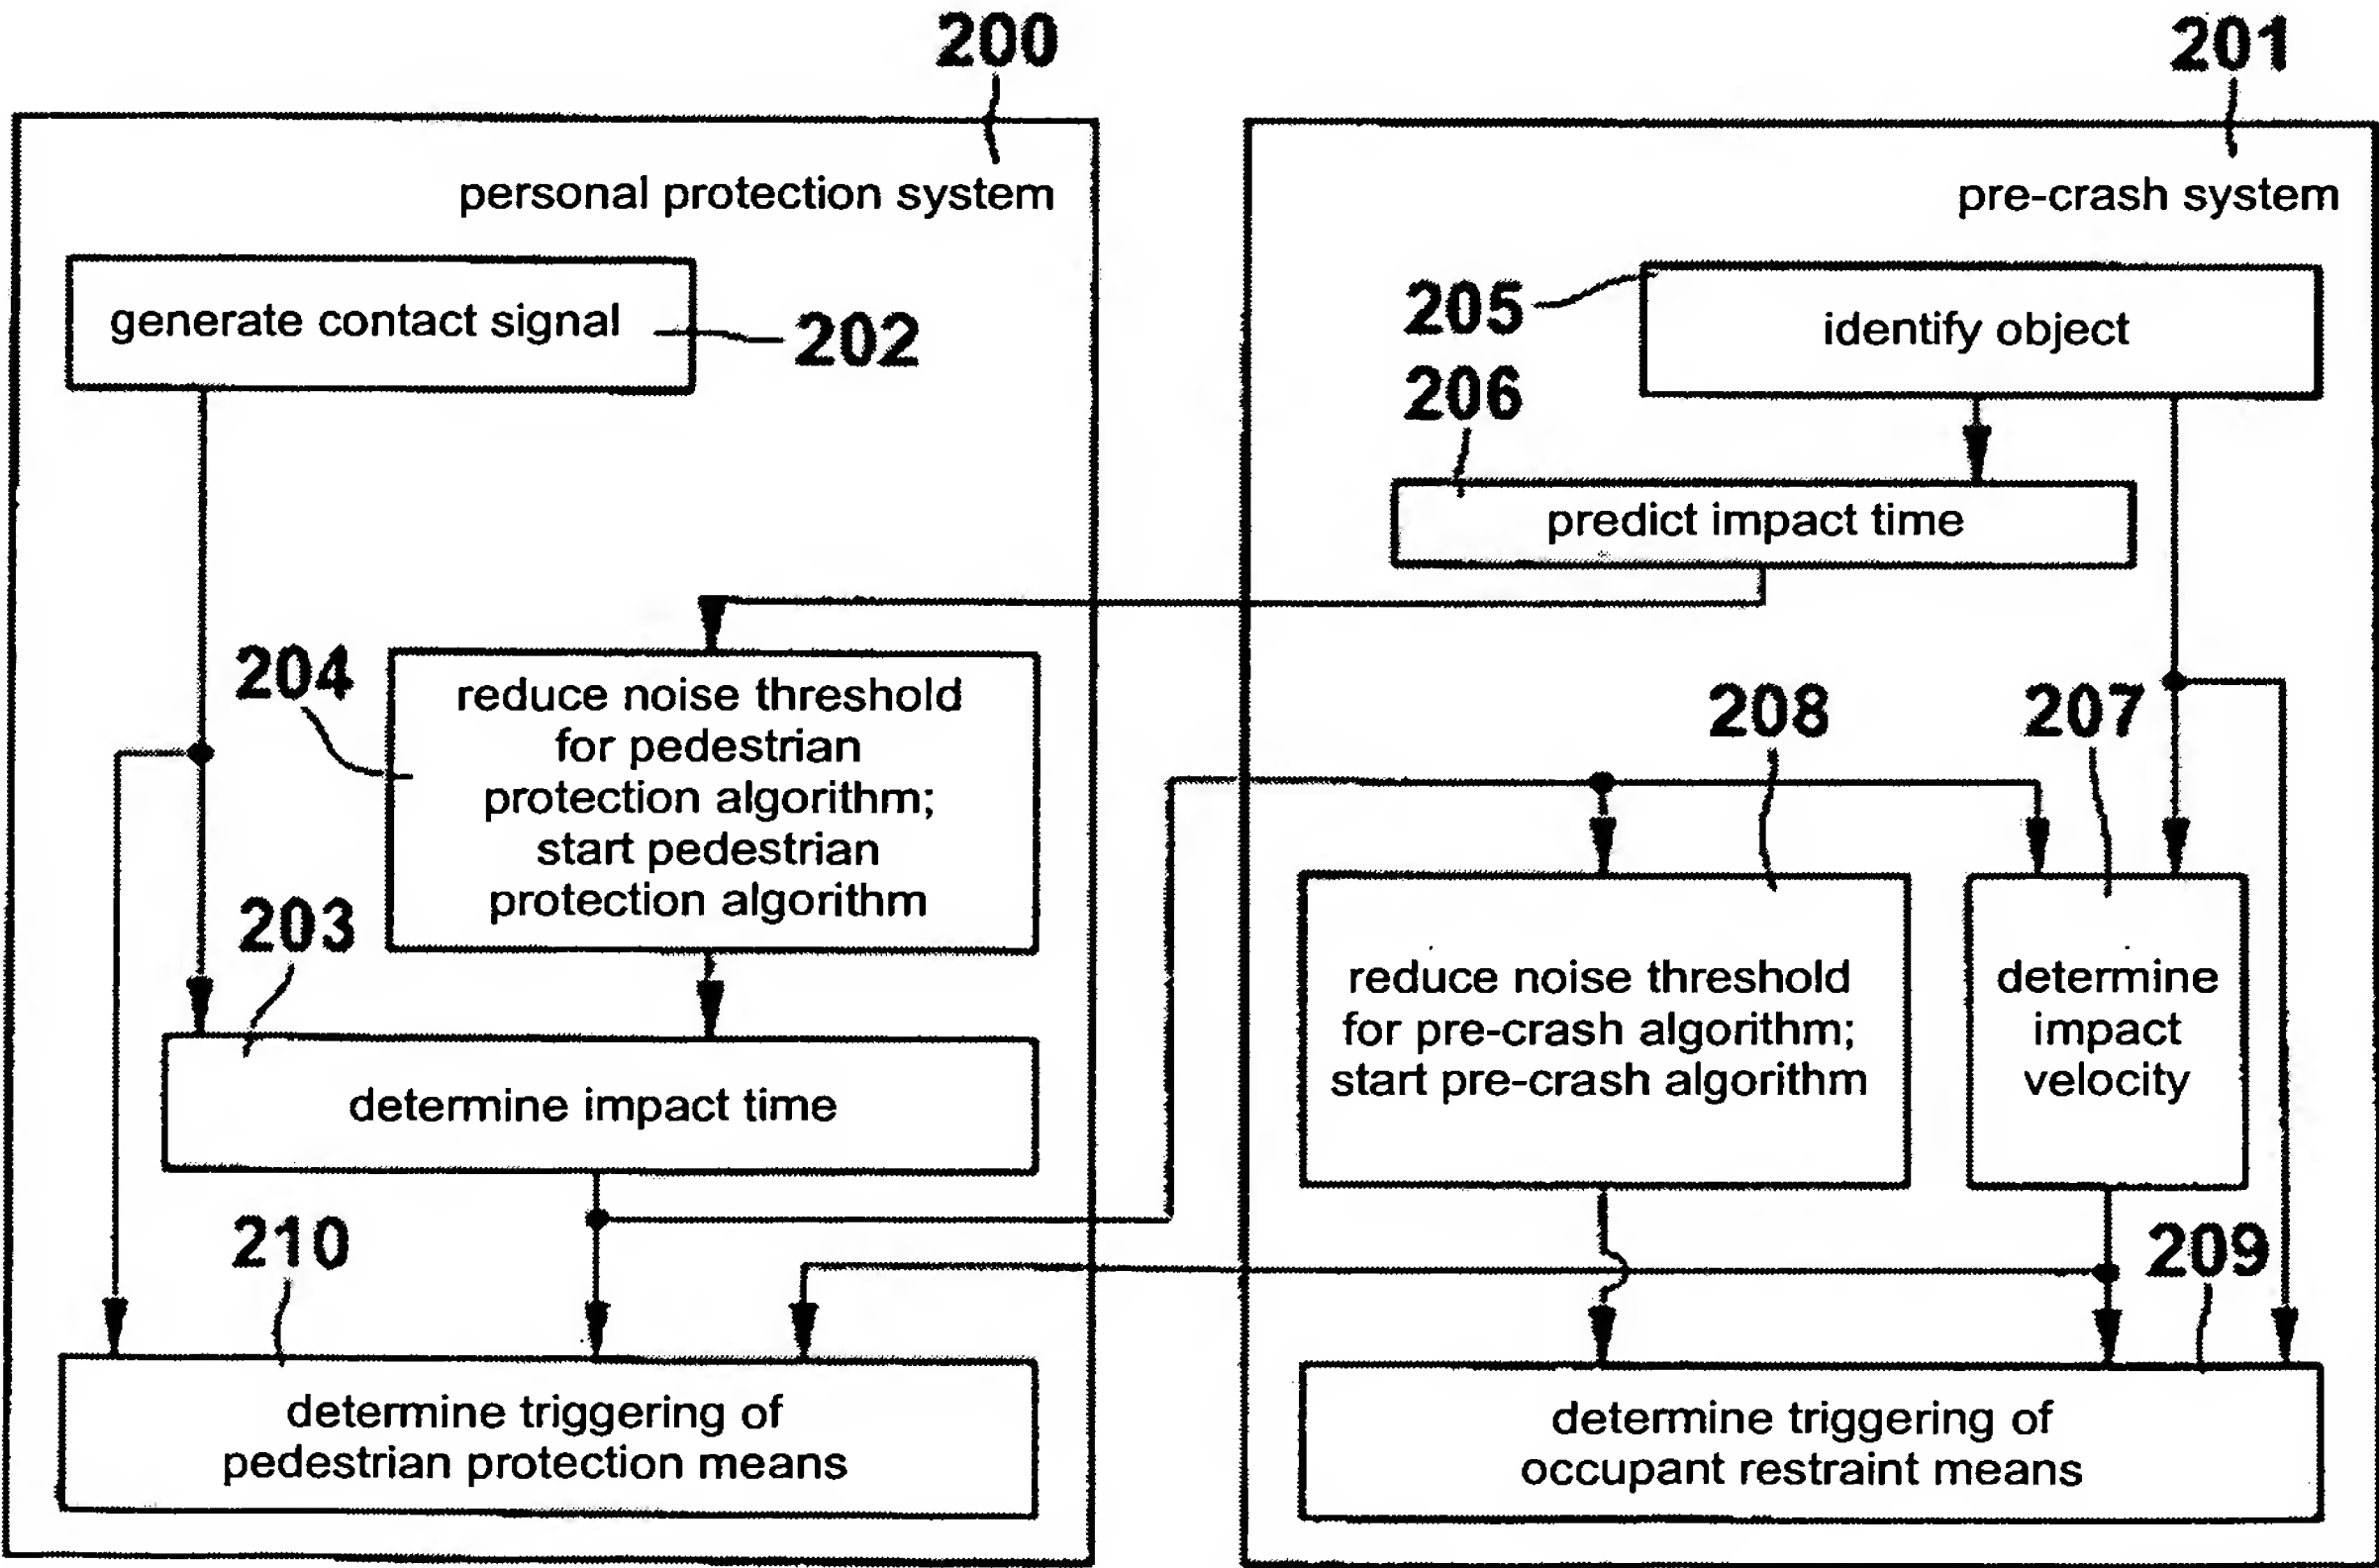 200
201
personal protection system
pre-crash system
generate contact signal
202
205
identify object
206
predict impact time
204
reduce noise threshold
for pedestrian
protection algorithm;
start pedestrian
protection algorithm
208
207
203
reduce noise threshold
for pre-crash algorithm;
start pre-crash algorithm
determine
impact
velocity
determine impact time
210
209
determine triggering of
pedestrian protection means
determine triggering of
occupant restraint means